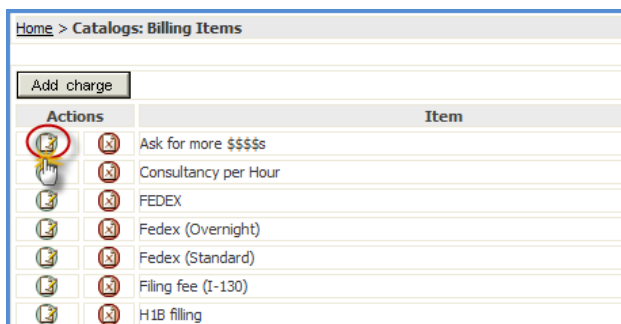 Home > Catalogs: Billing Items
Add charge
Actions Item
Ask for more $$$$s
Consultancy per Hour
FEDEX
Fedex (Overnight)
Fedex (Standard)
Filing fee (I-130)
H1B filling